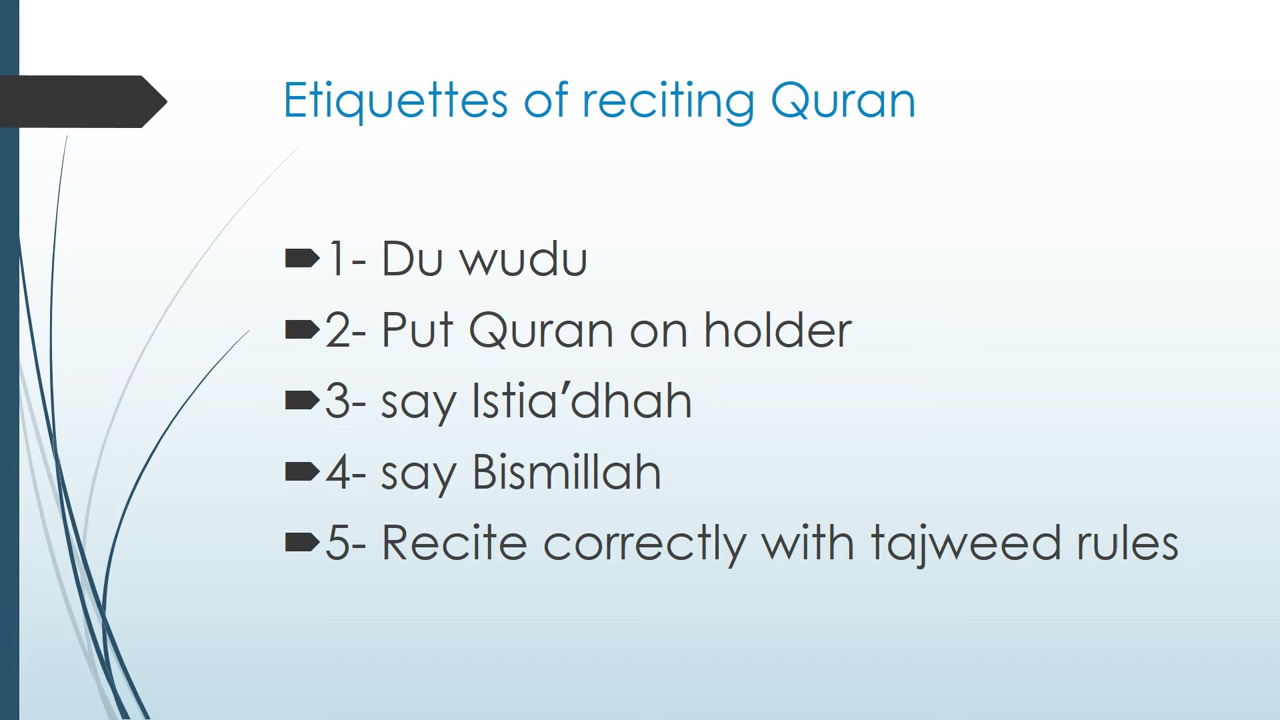 Etiquettes of reciting Quran
1- Du wudu
2- Put Quran on holder
3- say Istia’dhah
4- say Bismillah
5- Recite correctly with tajweed rules